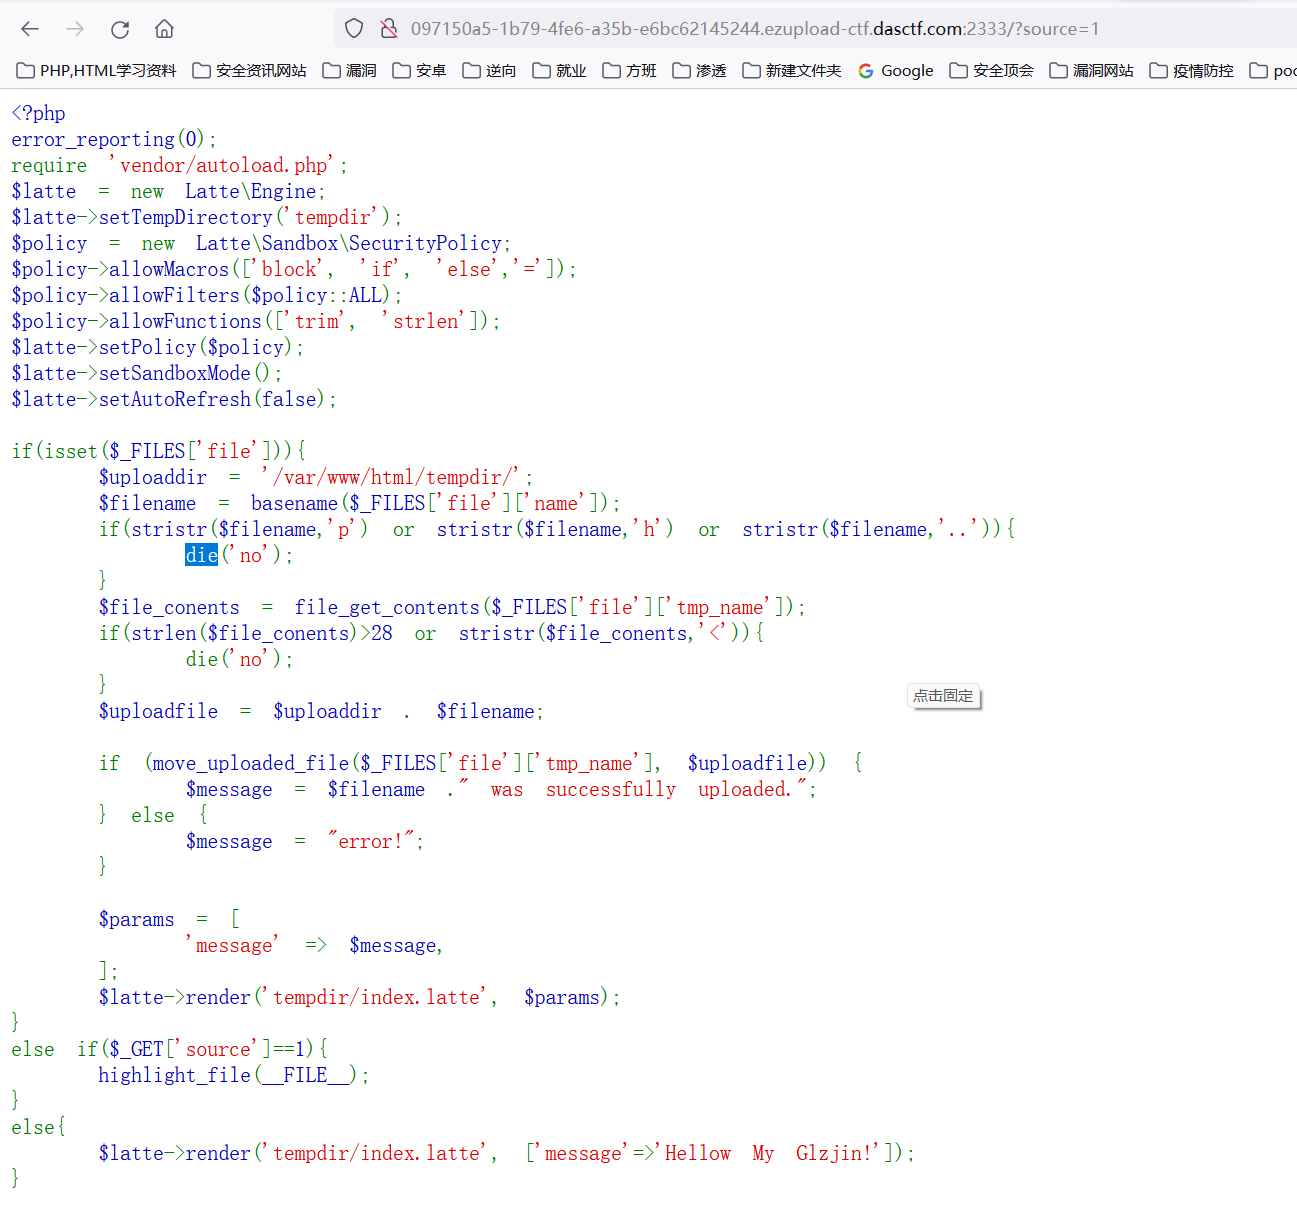 097150a5-1b79-4fe6-a35b-e6bc62145244.ezupload-ctf.dasctf.com:2333/?source=1
PHP,HTML学习资料 安全资讯网站 漏洞 安卓 逆向 就业 方班 渗透 新建文件夹 Google 安全顶会 漏洞网站 疫情防控 poc
<?php
error_reporting(0);
require 'vendor/autoload.php';
$latte = new Latte\Engine;
$latte->setTempDirectory('tempdir');
$policy = new Latte\Sandbox\SecurityPolicy;
$policy->allowMacros(['block', 'if', 'else','=']);
$policy->allowFilters($policy::ALL);
$policy->allowFunctions(['trim', 'strlen']);
$latte->setPolicy($policy);
$latte->setSandboxMode();
$latte->setAutoRefresh(false);
if(isset($_FILES['file'])){
$uploaddir = '/var/www/html/tempdir/';
$filename = basename($_FILES['file']['name']);
if(stristr($filename,'p') or stristr($filename,'h') or stristr($filename,'..')){
die('no');
}
$file_conents = file_get_contents($_FILES['file']['tmp_name']);
if(strlen($file_conents)>28 or stristr($file_conents,'<')){
die('no');
}
点击固定
$uploadfile = $uploaddir . $filename;
if (move_uploaded_file($_FILES['file']['tmp_name'], $uploadfile)) {
$message = $filename ." was successfully uploaded.";
} else {
$message = "error!";
}
$params = [
'message' => $message,
];
$latte->render('tempdir/index.latte', $params);
}
else if($_GET['source']==1){
highlight_file(__FILE__);
}
else{
$latte->render('tempdir/index.latte', ['message'=>'Hellow My Glzjin!']);
}